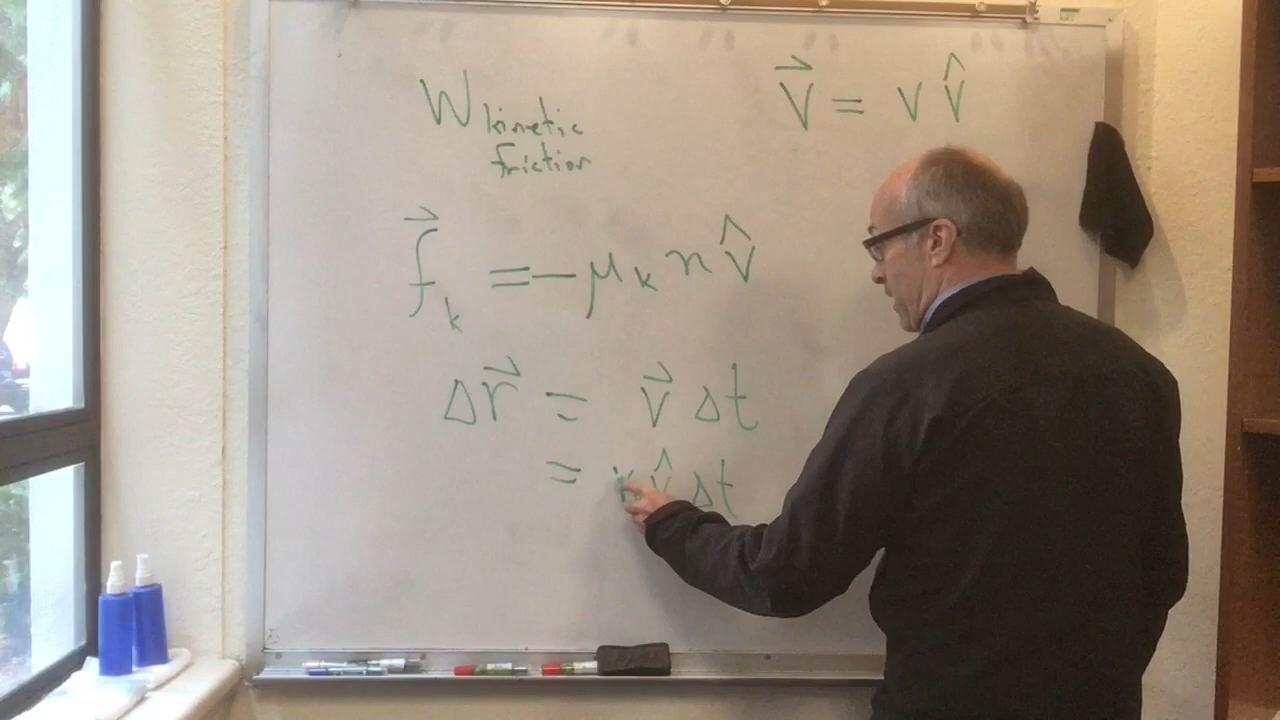 W kinetic
friction
v⃗ = v v̂
f⃗ₖ = − μₖ n v̂
Δr⃗ = v⃗ Δt
= v v̂ Δt